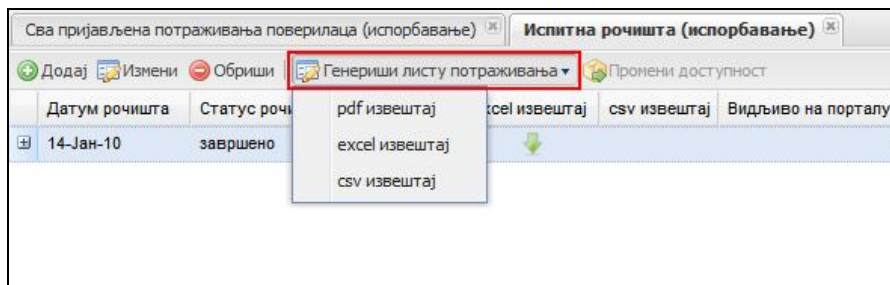 Сва пријављена потраживања поверилаца (испорбавање) Испитна рочишта (испорбавање)
Додај Измени Обриши Генериши листу потраживања Промени доступност
Датум рочишта Статус рочи xcel извештај csv извештај Видљиво на порталу
14-Јан-10 завршено
pdf извештај
excel извештај
csv извештај